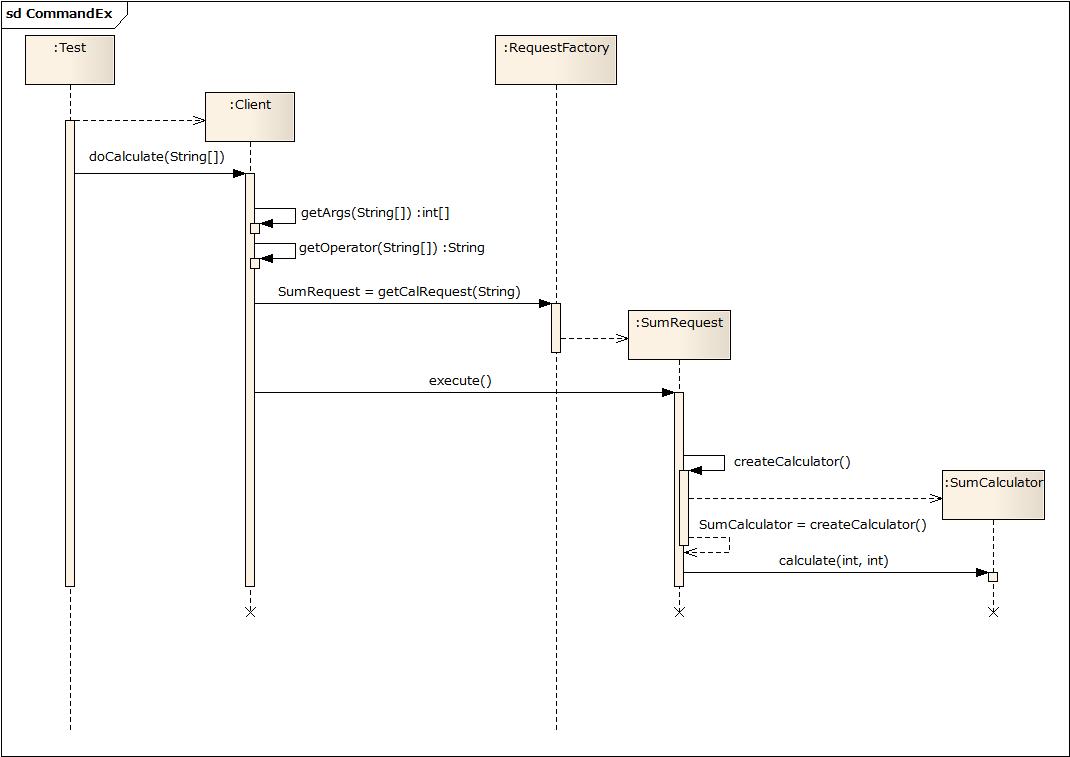 sd CommandEx
:Test
:RequestFactory
:Client
doCalculate(String[])
getArgs(String[]) :int[]
getOperator(String[]) :String
SumRequest = getCalRequest(String)
:SumRequest
execute()
createCalculator()
:SumCalculator
SumCalculator = createCalculator()
calculate(int, int)